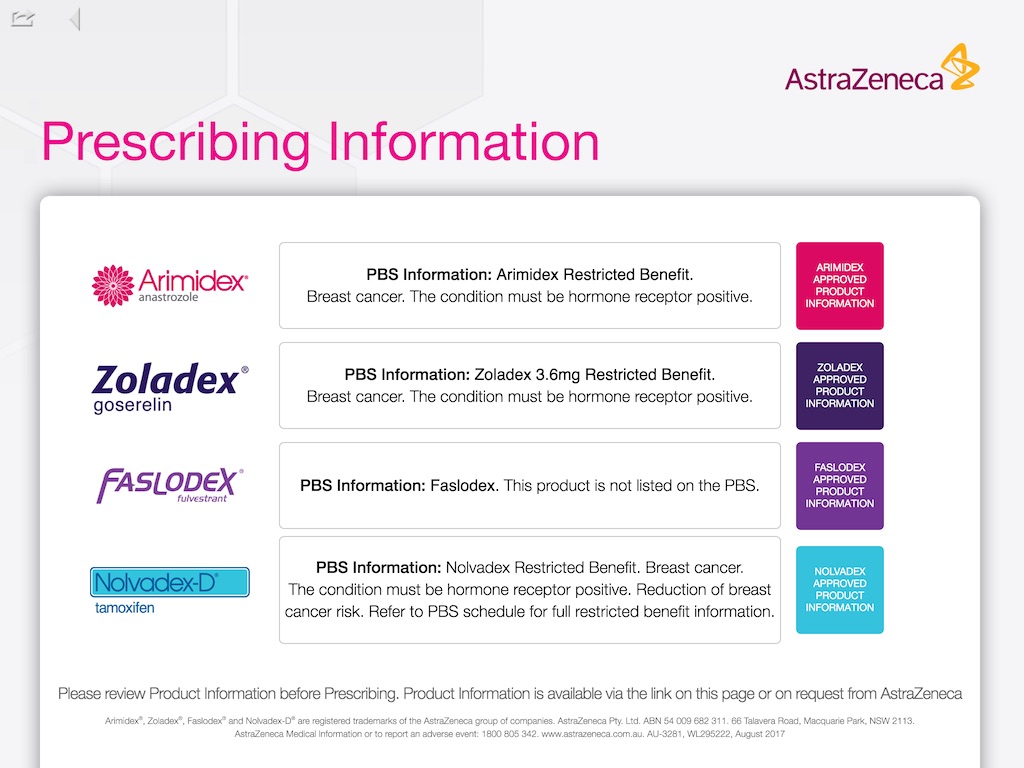 AstraZeneca
Prescribing Information
Arimidex®
anastrozole
PBS Information: Arimidex Restricted Benefit.
Breast cancer. The condition must be hormone receptor positive.
ARIMIDEX
APPROVED
PRODUCT
INFORMATION
Zoladex®
goserelin
PBS Information: Zoladex 3.6mg Restricted Benefit.
Breast cancer. The condition must be hormone receptor positive.
ZOLADEX
APPROVED
PRODUCT
INFORMATION
FASLODEX®
fulvestrant
PBS Information: Faslodex. This product is not listed on the PBS.
FASLODEX
APPROVED
PRODUCT
INFORMATION
Nolvadex-D®
tamoxifen
PBS Information: Nolvadex Restricted Benefit. Breast cancer.
The condition must be hormone receptor positive. Reduction of breast
cancer risk. Refer to PBS schedule for full restricted benefit information.
NOLVADEX
APPROVED
PRODUCT
INFORMATION
Please review Product Information before Prescribing. Product Information is available via the link on this page or on request from AstraZeneca
Arimidex®, Zoladex®, Faslodex® and Nolvadex-D® are registered trademarks of the AstraZeneca group of companies. AstraZeneca Pty. Ltd. ABN 54 009 682 311. 66 Talavera Road, Macquarie Park, NSW 2113.
AstraZeneca Medical Information or to report an adverse event: 1800 805 342. www.astrazeneca.com.au. AU-3281, WL295222, August 2017